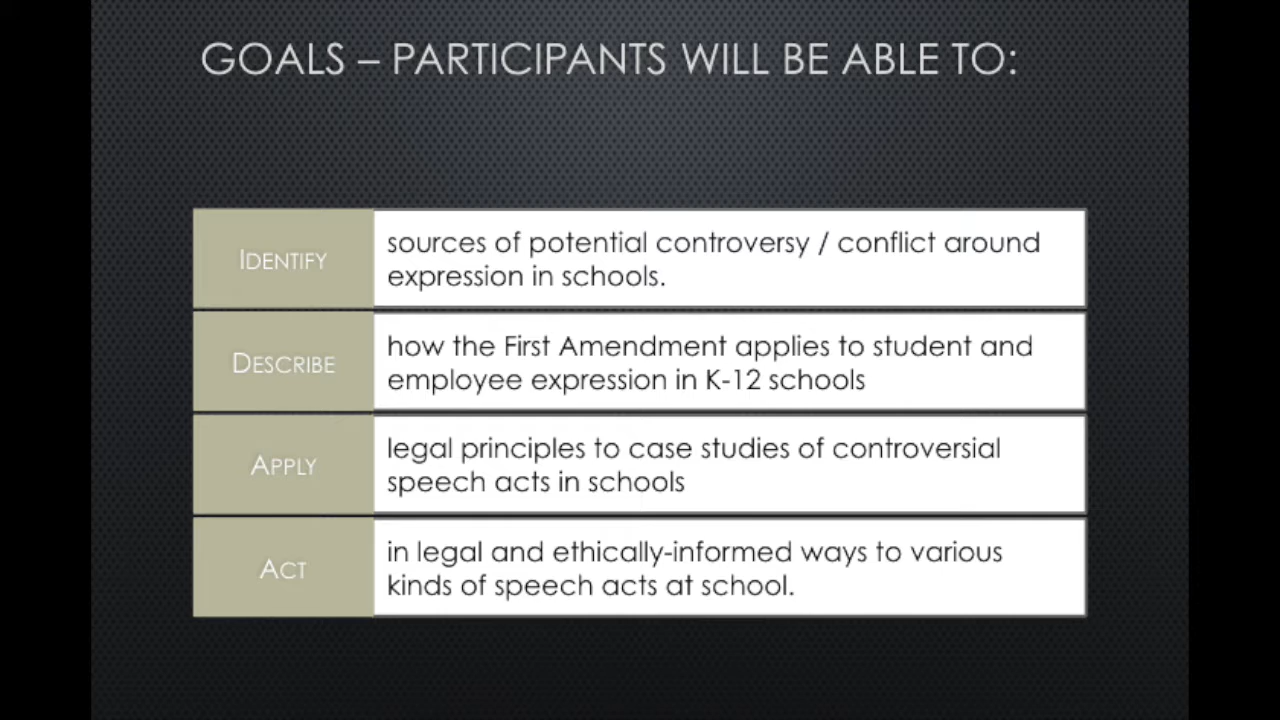 GOALS – PARTICIPANTS WILL BE ABLE TO:
IDENTIFY
sources of potential controversy / conflict around
expression in schools.
DESCRIBE
how the First Amendment applies to student and
employee expression in K-12 schools
APPLY
legal principles to case studies of controversial
speech acts in schools
ACT
in legal and ethically-informed ways to various
kinds of speech acts at school.